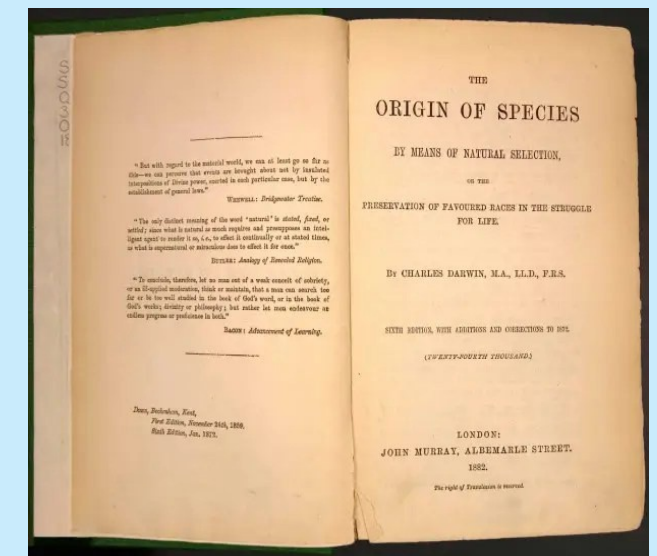 " But with regard to the material world, we can at least go so far as
this—we can perceive that events are brought about not by insulated
interpositions of Divine power, exerted in each particular case, but by the
establishment of general laws."
WHEWELL: Bridgewater Treatise.
" The only distinct meaning of the word 'natural' is stated, fixed, or
settled; since what is natural as much requires and presupposes an intel-
ligent agent to render it so, i.e., to effect it continually or at stated times,
as what is supernatural or miraculous does to effect it for once."
BUTLER: Analogy of Revealed Religion.
" To conclude, therefore, let no man out of a weak conceit of sobriety,
or an ill-applied moderation, think or maintain, that a man can search too
far or be too well studied in the book of God's word, or in the book of
God's works; divinity or philosophy; but rather let men endeavour an
endless progress or proficience in both."
BACON: Advancement of Learning.
Down, Beckenham, Kent,
First Edition, November 24th, 1859.
Sixth Edition, Jan. 1872.
THE
ORIGIN OF SPECIES
BY MEANS OF NATURAL SELECTION,
OR THE
PRESERVATION OF FAVOURED RACES IN THE STRUGGLE
FOR LIFE.
BY CHARLES DARWIN, M.A., LL.D., F.R.S.
SIXTH EDITION, WITH ADDITIONS AND CORRECTIONS TO 1872.
(TWENTY-FOURTH THOUSAND.)
LONDON:
JOHN MURRAY, ALBEMARLE STREET.
1882.
The right of Translation is reserved.